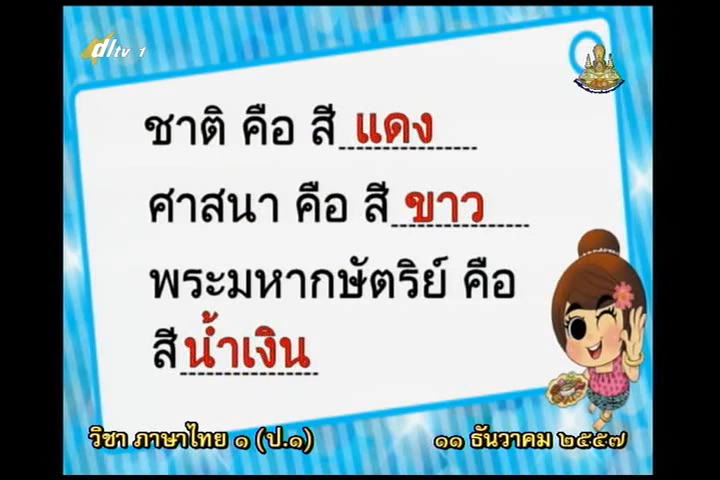 dltv 1
ชาติ คือ สี แดง
ศาสนา คือ สี ขาว
พระมหากษัตริย์ คือ
สีน้ำเงิน
วิชา ภาษาไทย ๑ (ป.๑)
๑๑ ธันวาคม ๒๕๕๗